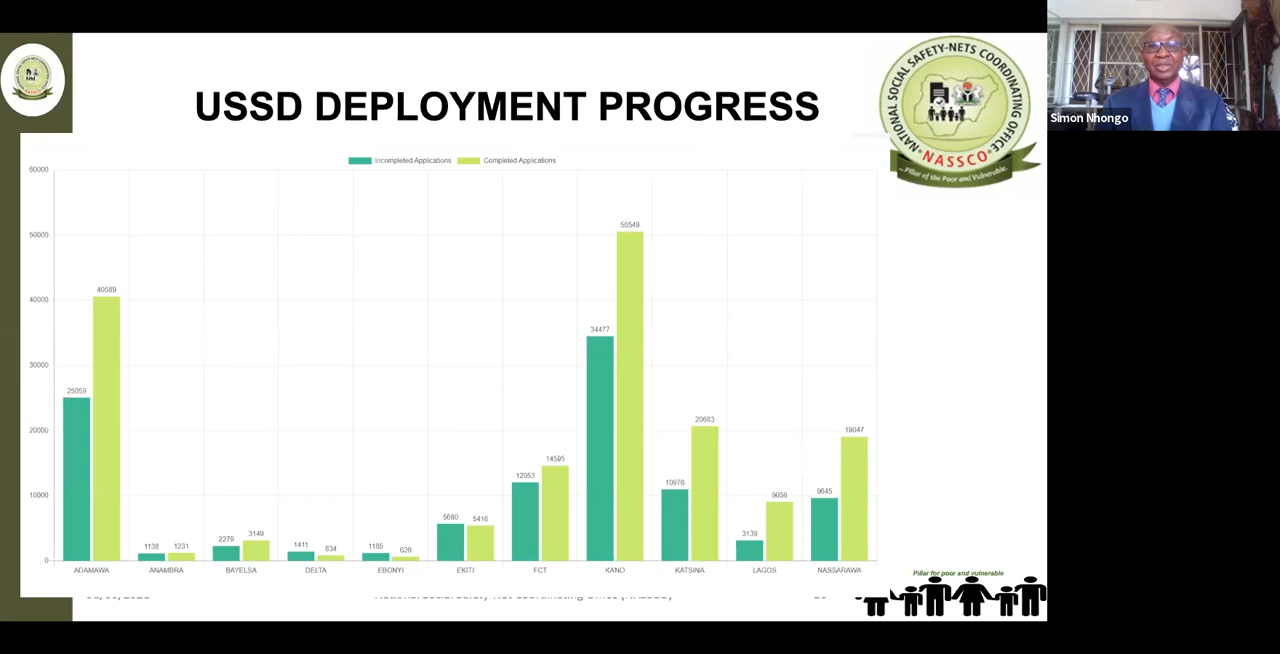 USSD DEPLOYMENT PROGRESS
NATIONAL SOCIAL SAFETY-NETS COORDINATING OFFICE
NASSCO
...Pillar of the Poor and Vulnerable.
Simon Nhongo
NASSCO
Incompleted Applications Completed Applications
60000
50000
40000
30000
20000
10000
0
25059 40589
1138 1231
2279 3149
1411 834
1185 626
5680 5416
12053 14595
34477 50549
10976 20683
3139 9056
9645 19047
ADAMAWA ANAMBRA BAYELSA DELTA EBONYI EKITI FCT KANO KATSINA LAGOS NASSARAWA
Pillar for poor and vulnerable